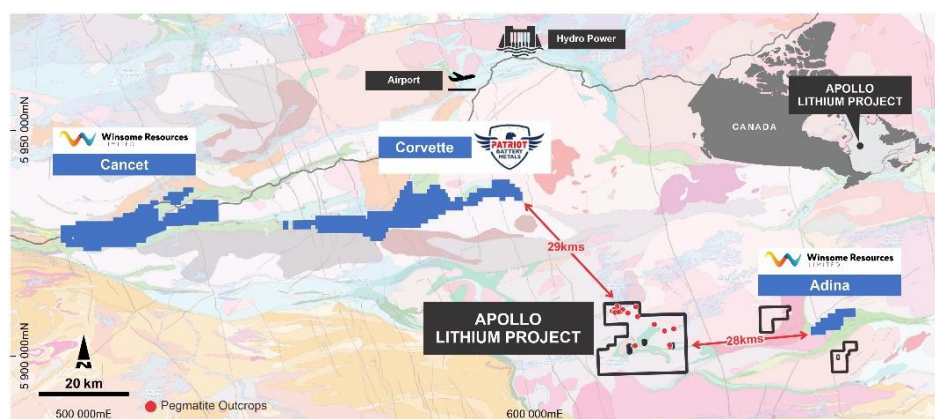 Hydro Power
Airport
APOLLO
LITHIUM PROJECT
CANADA
5 950 000mN
Winsome Resources
LIMITED
Cancet
Corvette
PATRIOT
BATTERY
METALS
29kms
Winsome Resources
LIMITED
Adina
APOLLO
LITHIUM PROJECT
28kms
5 900 000mN
N
20 km
500 000mE
600 000mE
Pegmatite Outcrops